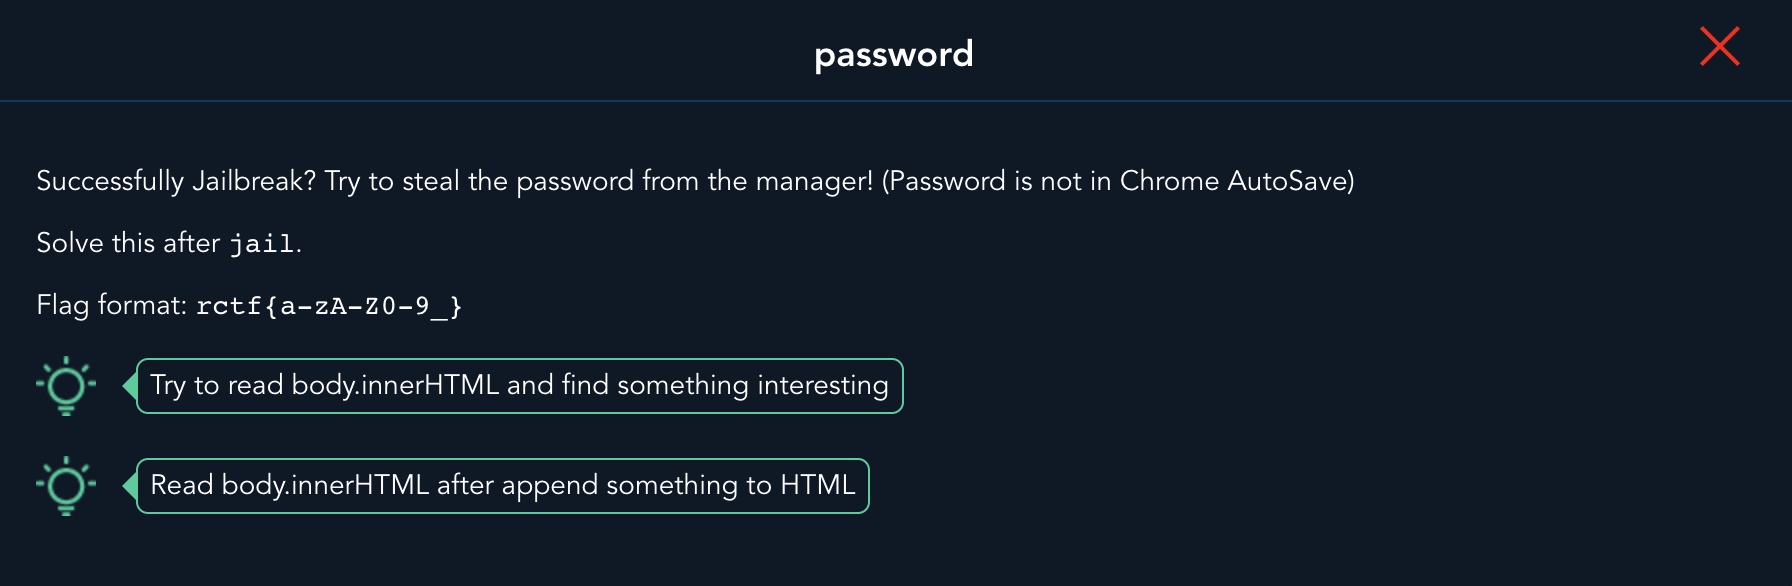 password
Successfully Jailbreak? Try to steal the password from the manager! (Password is not in Chrome AutoSave)
Solve this after jail.
Flag format: rctf{a-zA-Z0-9_}
Try to read body.innerHTML and find something interesting
Read body.innerHTML after append something to HTML